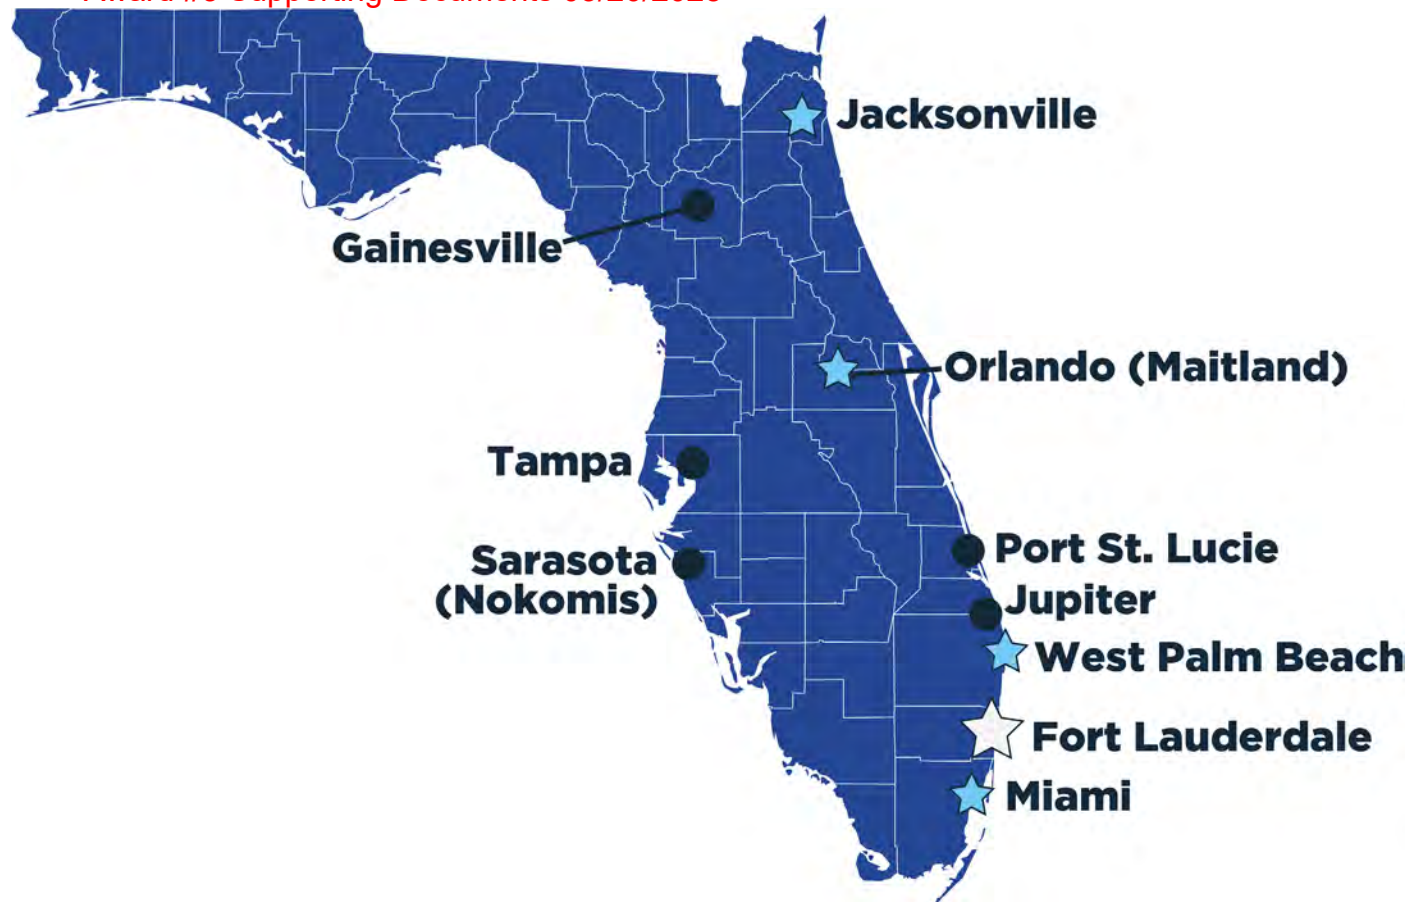 Jacksonville
Gainesville
Orlando (Maitland)
Tampa
Port St. Lucie
Sarasota
(Nokomis)
Jupiter
West Palm Beach
Fort Lauderdale
Miami